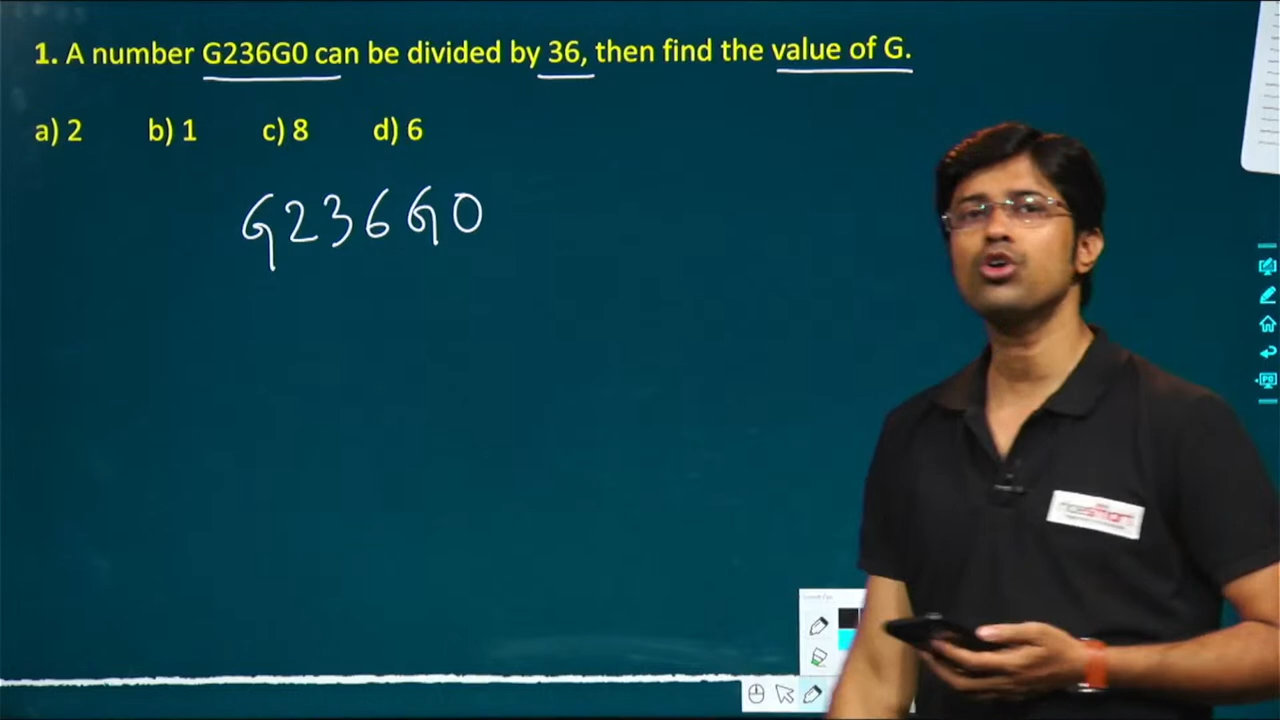 1. A number G236G0 can be divided by 36, then find the value of G.
a) 2 b) 1 c) 8 d) 6
G236G0